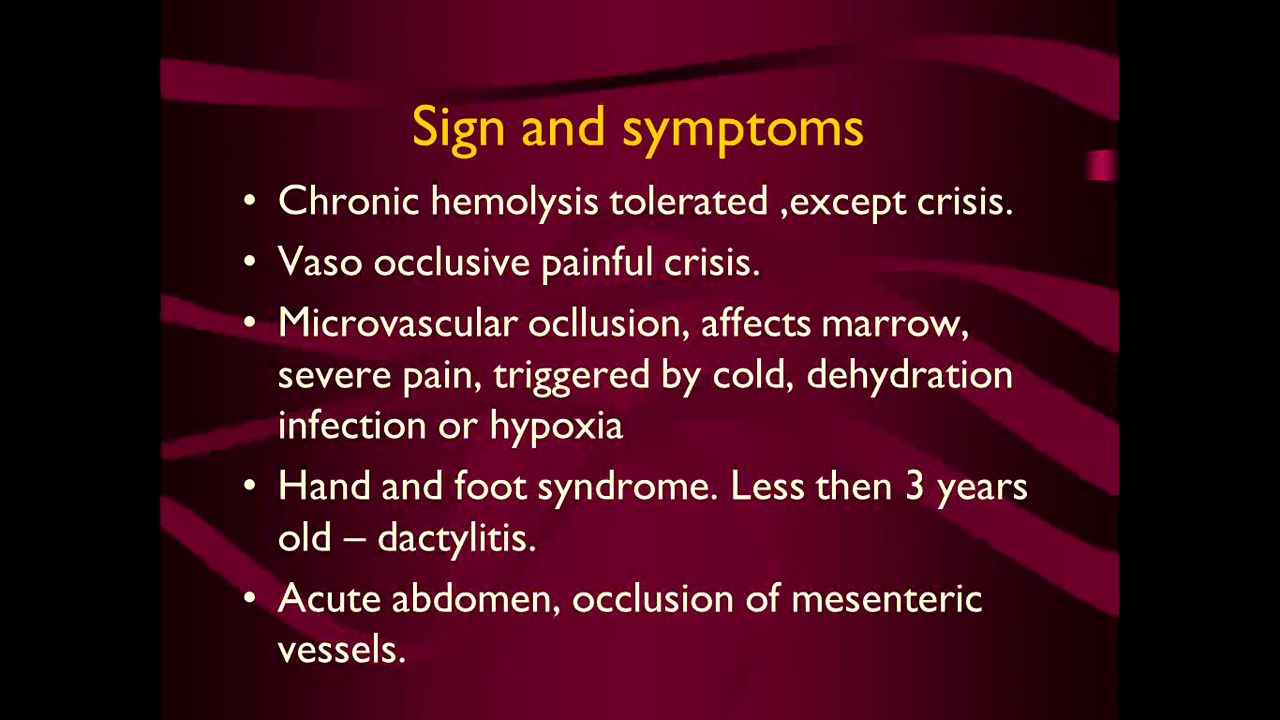 Sign and symptoms
• Chronic hemolysis tolerated ,except crisis.
• Vaso occlusive painful crisis.
• Microvascular ocllusion, affects marrow,
severe pain, triggered by cold, dehydration
infection or hypoxia
• Hand and foot syndrome. Less then 3 years
old – dactylitis.
• Acute abdomen, occlusion of mesenteric
vessels.